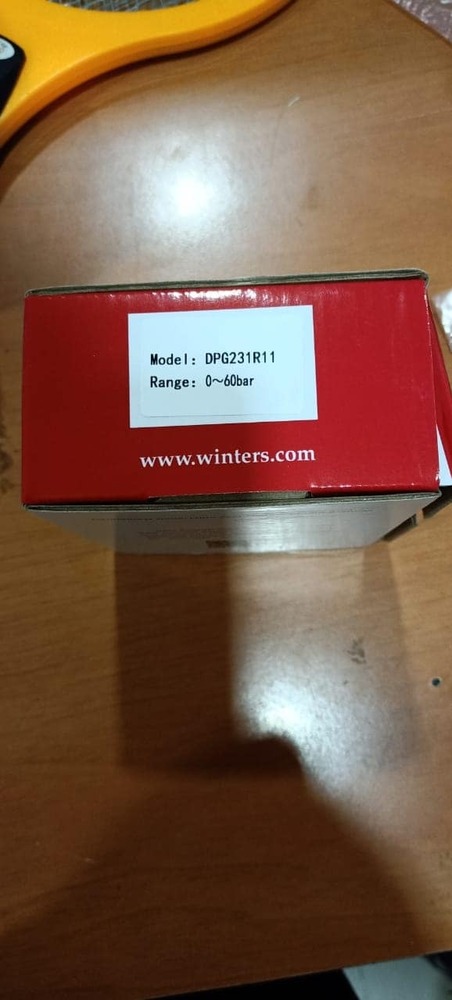 Model: DPG231R11
Range: 0～60bar
www.winters.com